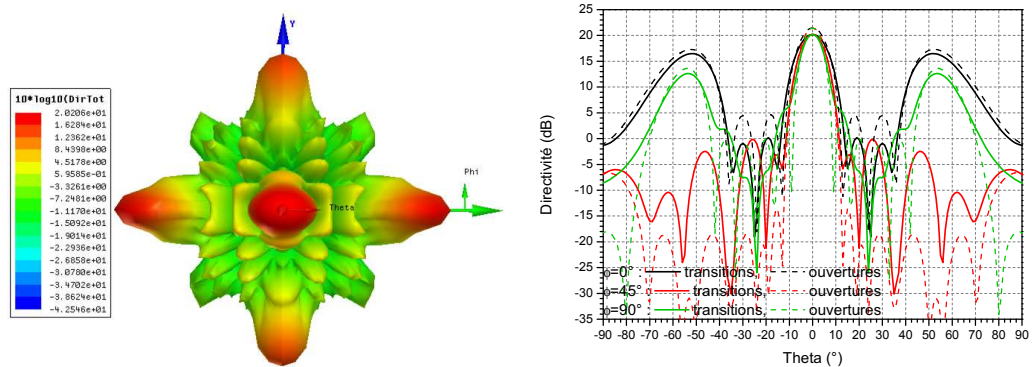 Y
10*log10(DirTot
2.0206e+01
1.6284e+01
1.2362e+01
8.4398e+00
4.5178e+00
5.9585e-01
-3.3261e+00
-7.2481e+00
-1.1170e+01
-1.5092e+01
-1.9014e+01
-2.2936e+01
-2.6858e+01
-3.0780e+01
-3.4702e+01
-3.8624e+01
-4.2546e+01
Phi
Theta
Directivité (dB)
25
20
15
10
5
0
-5
-10
-15
-20
-25
-30
-35
ϕ=0° transitions, ouvertures
ϕ=45° transitions, ouvertures
ϕ=90° transitions, ouvertures
-90 -80 -70 -60 -50 -40 -30 -20 -10 0 10 20 30 40 50 60 70 80 90
Theta (°)